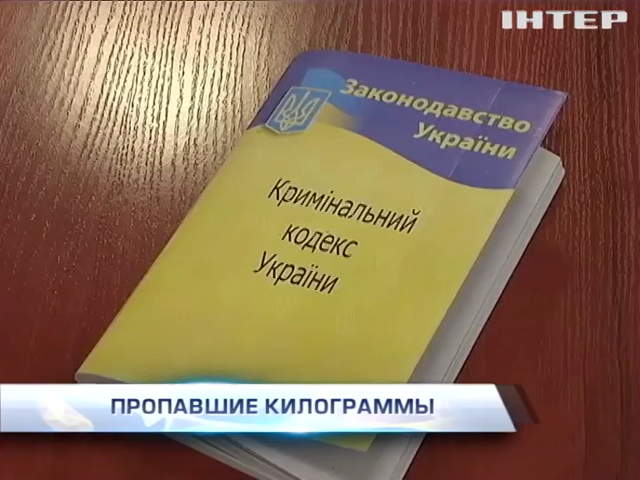 ІНТЕР
Законодавство
України
Кримінальний
кодекс
України
ПРОПАВШИЕ КИЛОГРАММЫ